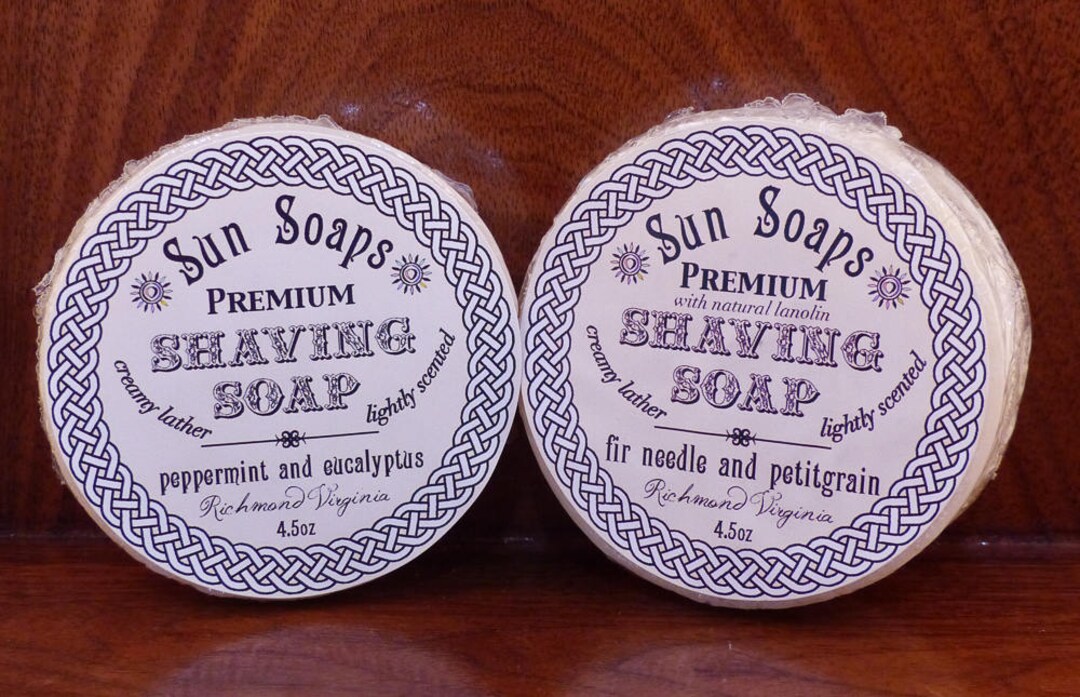 Sun Soaps
PREMIUM
SHAVING
SOAP
creamy lather
lightly scented
peppermint and eucalyptus
Richmond Virginia
4.5oz
Sun Soaps
PREMIUM
with natural lanolin
SHAVING
SOAP
creamy lather
lightly scented
fir needle and petitgrain
Richmond Virginia
4.5oz